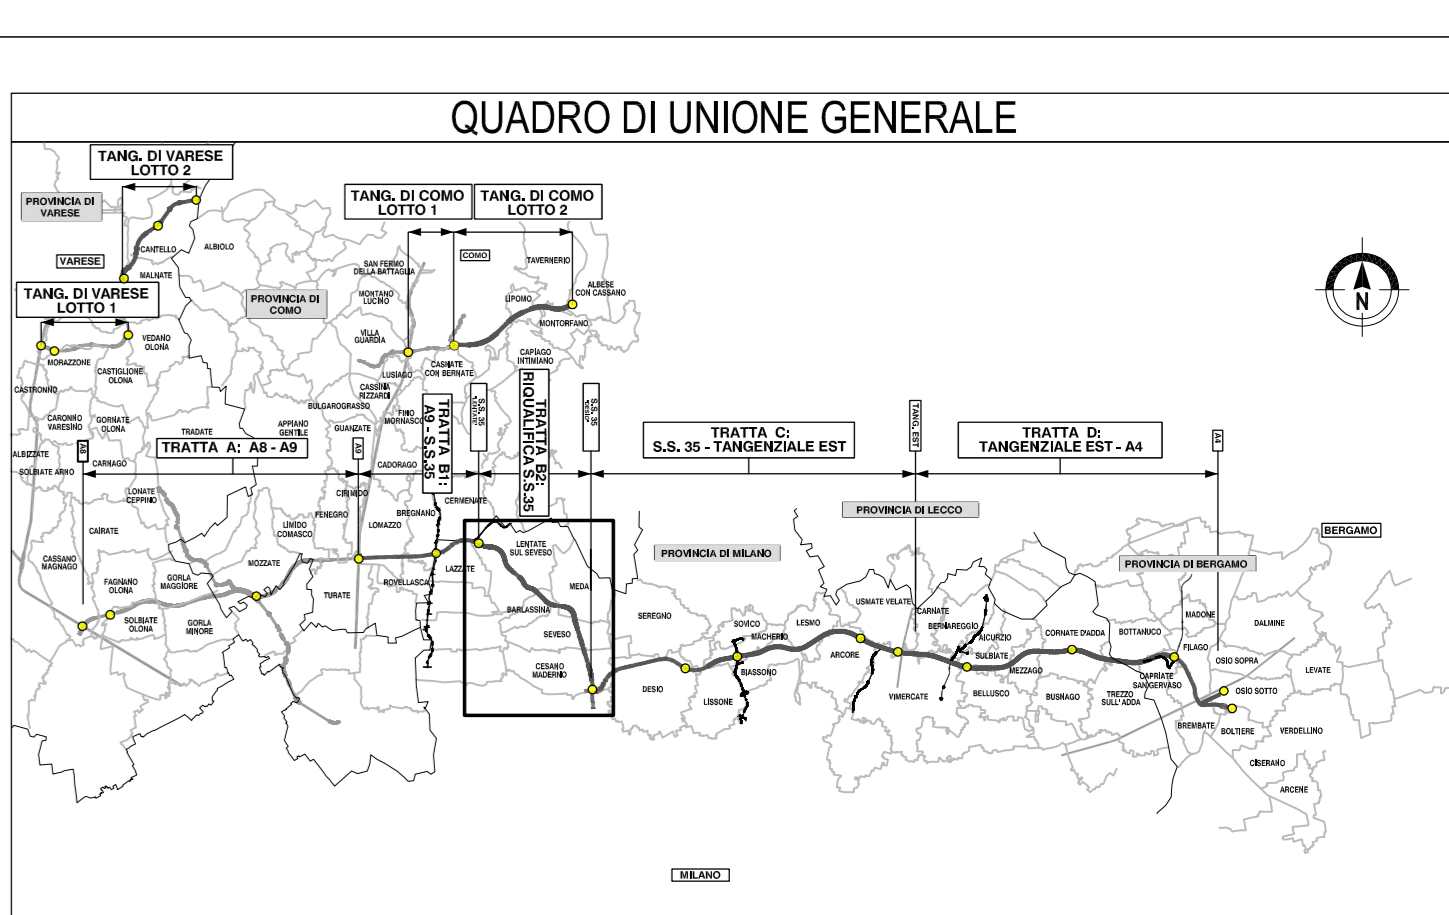 QUADRO DI UNIONE GENERALE
TANG. DI VARESE
LOTTO 2
PROVINCIA DI
VARESE
CANTELLO
ALBIOLO
VARESE
MALNATE
TANG. DI VARESE
LOTTO 1
PROVINCIA DI
COMO
VEDANO
OLONA
MORAZZONE
CASTIGLIONE
OLONA
CASTRONNO
CARONNO
VARESINO
GORNATE
OLONA
ALBIZZATE
SOLBIATE ARNO
CARNAGO
TRADATE
APPIANO
GENTILE
TANG. DI COMO
LOTTO 1
TANG. DI COMO
LOTTO 2
COMO
SAN FERMO
DELLA BATTAGLIA
TAVERNERIO
MONTANO
LUCINO
LIPOMO
ALBESE
CON CASSANO
MONTORFANO
VILLA
GUARDIA
CAPIAGO
INTIMIANO
CASNATE
CON BERNATE
LUSIAGO
CASSINA
RIZZARDI
BULGAROGRASSO
FINO
MORNASCO
GUANZATE
TRATTA A: A8 - A9
A8
A9
TRATTA B1:
A9 - S.S.35
S.S. 35
"LENTATE"
TRATTA B2:
RIQUALIFICA S.S.35
S.S. 35
"DESIO"
TRATTA C:
S.S. 35 - TANGENZIALE EST
TANG. EST
TRATTA D:
TANGENZIALE EST - A4
A4
CADORAGO
CIRIMIDO
CERMENATE
LONATE
CEPPINO
FENEGRO
BREGNANO
LIMIDO
COMASCO
LOMAZZO
CAIRATE
CASSANO
MAGNAGO
MOZZATE
GORLA
MAGGIORE
FAGNANO
OLONA
SOLBIATE
OLONA
GORLA
MINORE
TURATE
ROVELLASCA
LAZZATE
LENTATE
SUL SEVESO
MEDA
BARLASSINA
SEVESO
CESANO
MADERNO
PROVINCIA DI MILANO
PROVINCIA DI LECCO
PROVINCIA DI BERGAMO
BERGAMO
SEREGNO
DESIO
SOVICO
MACHERIO
LISSONE
BIASSONO
LESMO
ARCORE
USMATE VELATE
CARNATE
BERNAREGGIO
AICURZIO
SULBIATE
VIMERCATE
BELLUSCO
MEZZAGO
CORNATE D'ADDA
BUSNAGO
TREZZO
SULL'ADDA
BOTTANUCO
MADONE
FILAGO
CAPRIATE
SAN GERVASO
DALMINE
OSIO SOPRA
LEVATE
OSIO SOTTO
BREMBATE
BOLTIERE
VERDELLINO
CISERANO
ARCENE
MILANO
N